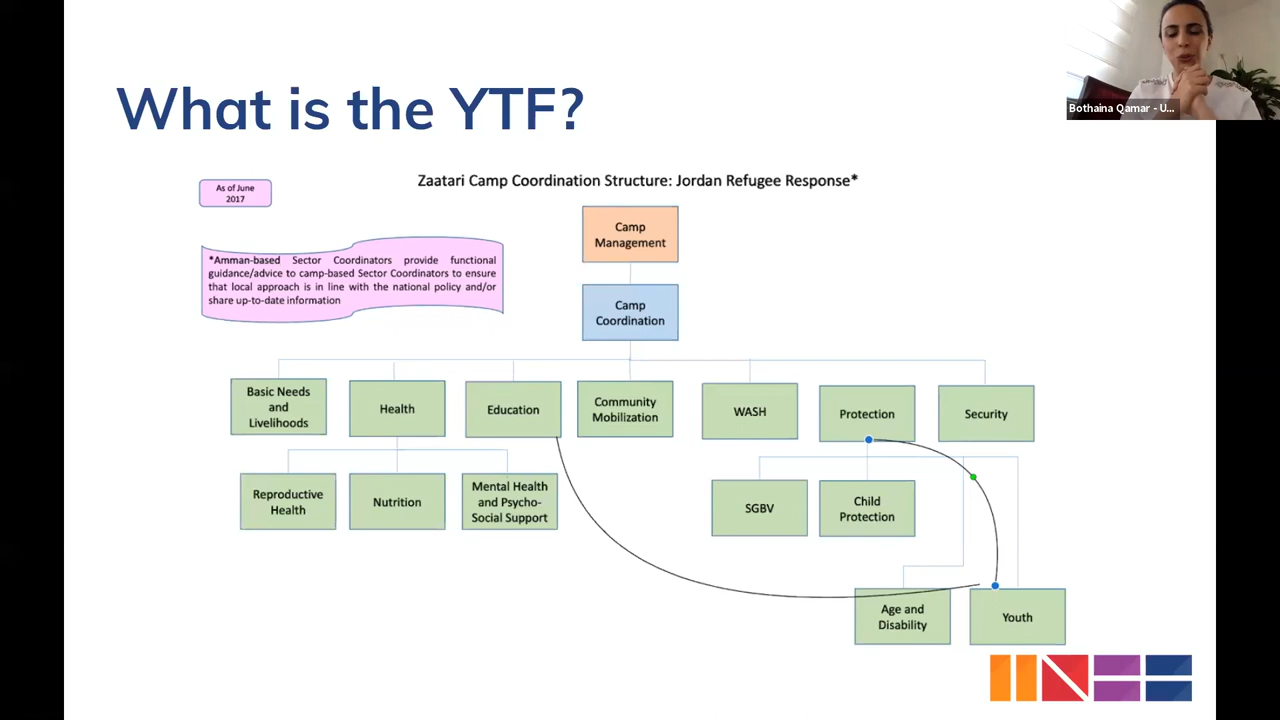 What is the YTF?
Bothaina Qamar - U...
Zaatari Camp Coordination Structure: Jordan Refugee Response*
As of June
2017
*Amman-based Sector Coordinators provide functional
guidance/advice to camp-based Sector Coordinators to ensure
that local approach is in line with the national policy and/or
share up-to-date information
Camp
Management
Camp
Coordination
Basic Needs
and
Livelihoods
Health
Education
Community
Mobilization
WASH
Protection
Security
Reproductive
Health
Nutrition
Mental Health
and Psycho-
Social Support
SGBV
Child
Protection
Age and
Disability
Youth
INEE